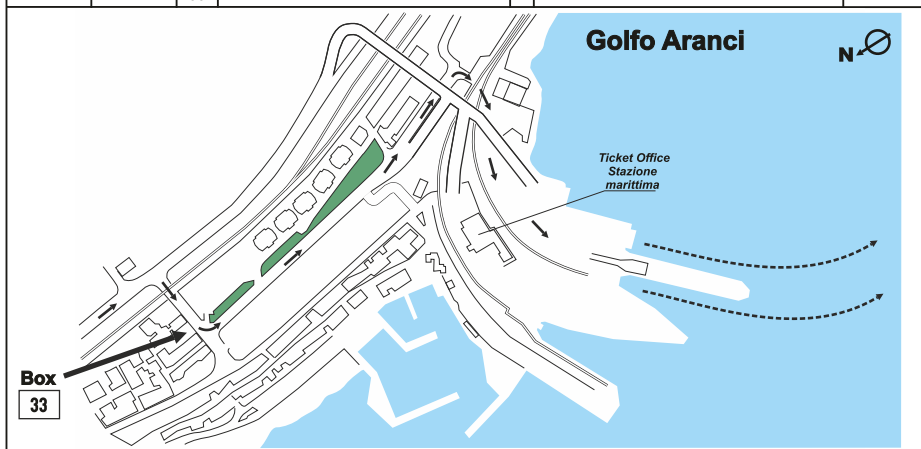 Golfo Aranci
N
Ticket Office
Stazione
marittima
Box
33